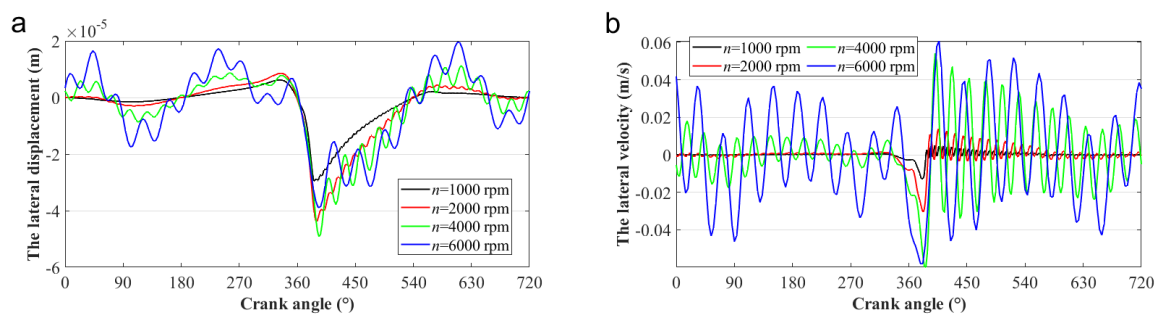 a
×10⁻⁵
2
0
-2
-4
-6
The lateral displacement (m)
n=1000 rpm
n=2000 rpm
n=4000 rpm
n=6000 rpm
0 90 180 270 360 450 540 630 720
Crank angle (°)
b
0.06
0.04
0.02
0
-0.02
-0.04
The lateral velocity (m/s)
n=1000 rpm n=4000 rpm
n=2000 rpm n=6000 rpm
0 90 180 270 360 450 540 630 720
Crank angle (°)